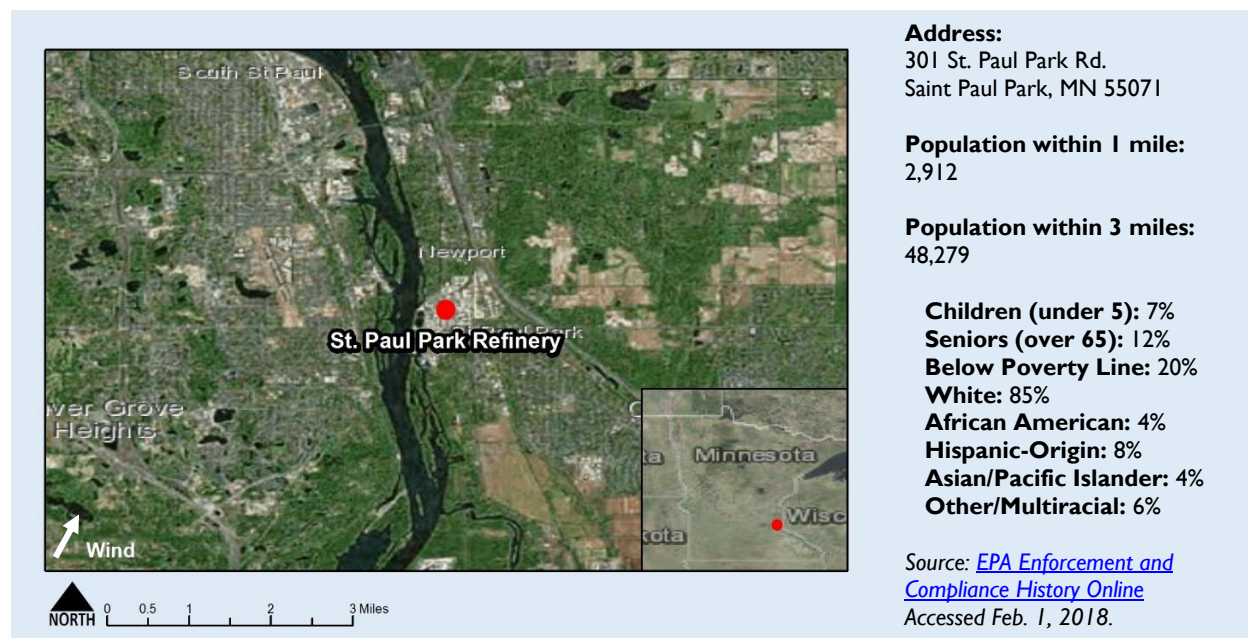 South St Paul
Newport
St. Paul Park Refinery
Park
ver Grove
Heights
Wind
Minnesota
ta
Wisc
kota
NORTH
0 0.5 1 2 3 Miles
Address:
301 St. Paul Park Rd.
Saint Paul Park, MN 55071
Population within 1 mile:
2,912
Population within 3 miles:
48,279
Children (under 5): 7%
Seniors (over 65): 12%
Below Poverty Line: 20%
White: 85%
African American: 4%
Hispanic-Origin: 8%
Asian/Pacific Islander: 4%
Other/Multiracial: 6%
Source: EPA Enforcement and
Compliance History Online
Accessed Feb. 1, 2018.